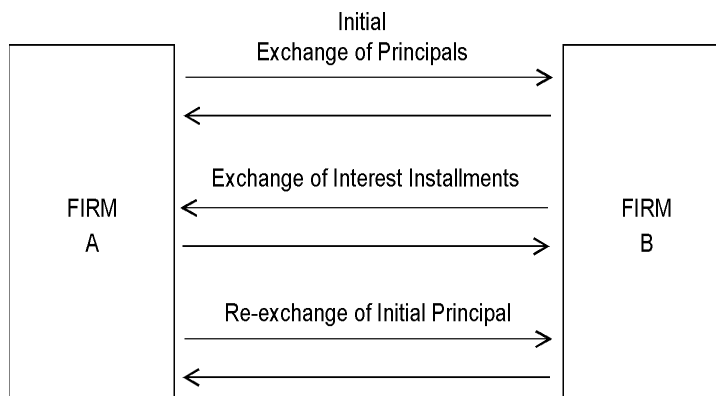 Initial
Exchange of Principals
Exchange of Interest Installments
FIRM
A
FIRM
B
Re-exchange of Initial Principal